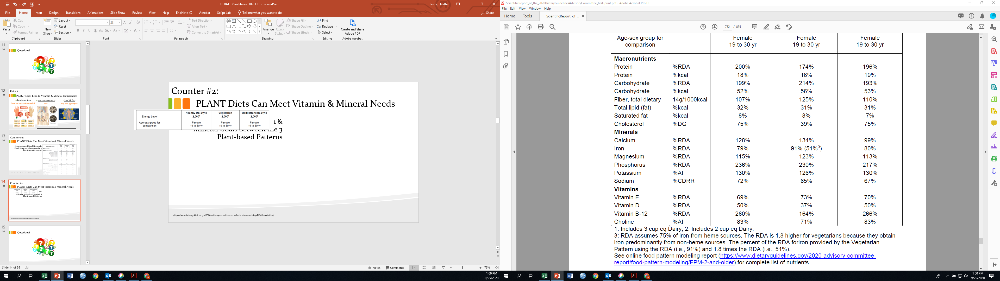 DEBATE Plant-based Diet HL - PowerPoint
Leidy, Heather
File Home Insert Design Transitions Animations Slide Show Review View Help EndNote X9 Acrobat Script Lab Tell me what you want to do
Share
Paste
Cut
Copy
Format Painter
Clipboard
New
Slide
Layout
Reset
Section
Slides
28
Font
Text Direction
Align Text
Convert to SmartArt
Paragraph
Arrange
Quick
Styles
Shape Fill
Shape Outline
Shape Effects
Drawing
Find
Replace
Select
Editing
Create and Share
Adobe PDF
Adobe Acrobat
11
Questions?
12
Point #2:
PLANT Diets Lead to Vitamin & Mineral Deficiencies
Low heme-iron
Low Calcium & Vit D
Low Vit B-12
13
Counter #2:
PLANT Diets Can Meet Vitamin & Mineral Needs
Comparison of Food Groups &
Food Subgroups between the 3
Plant-based Patterns
14
Counter #2:
PLANT Diets Can Meet Vitamin & Mineral Needs
Plant-based Patterns
15
Questions?
Counter #2:
PLANT Diets Can Meet Vitamin & Mineral Needs
Energy Level
Healthy US-Style
2,000¹
Vegetarian
2,000¹
Mediterranean-Style
2,000²
Age-sex group for
comparison
Female
19 to 30 yr
Female
19 to 30 yr
Female
19 to 30 yr
&
Mineral Goals between the 3
Plant-based Patterns
(https://www.dietaryguidelines.gov/2020-advisory-committee-report/food-pattern-modeling/FPM-2-and-older).
Slide 14 of 36
Notes
Comments
75%
1:00 PM
9/25/2020
ScientificReport_of_the_2020DietaryGuidelinesAdvisoryCommittee_first-print.pdf - Adobe Acrobat Pro DC
File Edit View Window Help
Home Tools ScientificReport_of_...
752 / 835
Age-sex group for
comparison
Female
19 to 30 yr
Female
19 to 30 yr
Female
19 to 30 yr
Macronutrients
Protein %RDA 200% 174% 196%
Protein %kcal 18% 16% 19%
Carbohydrate %RDA 199% 214% 193%
Carbohydrate %kcal 52% 56% 53%
Fiber, total dietary 14g/1000kcal 107% 125% 110%
Total lipid (fat) %kcal 32% 31% 31%
Saturated fat %kcal 8% 8% 7%
Cholesterol %DG 75% 39% 75%
Minerals
Calcium %RDA 128% 134% 99%
Iron %RDA 79% 91% (51%³) 80%
Magnesium %RDA 115% 123% 113%
Phosphorus %RDA 236% 230% 217%
Potassium %AI 130% 126% 130%
Sodium %CDRR 72% 65% 67%
Vitamins
Vitamin E %RDA 69% 73% 70%
Vitamin D %RDA 50% 37% 50%
Vitamin B-12 %RDA 260% 164% 266%
Choline %AI 83% 71% 83%
1: Includes 3 cup eq Dairy; 2: Includes 2 cup eq Dairy.
3: RDA assumes 75% of iron from heme sources. The RDA is 1.8 higher for vegetarians because they obtain
iron predominantly from non-heme sources. The percent of the RDA foriron provided by the Vegetarian
Pattern using the RDA (i.e., 91%) and 1.8 times the RDA (i.e., 51%).
See online food pattern modeling report (https://www.dietaryguidelines.gov/2020-advisory-committee-
report/food-pattern-modeling/FPM-2-and-older) for complete list of nutrients.
1:00 PM
9/25/2020